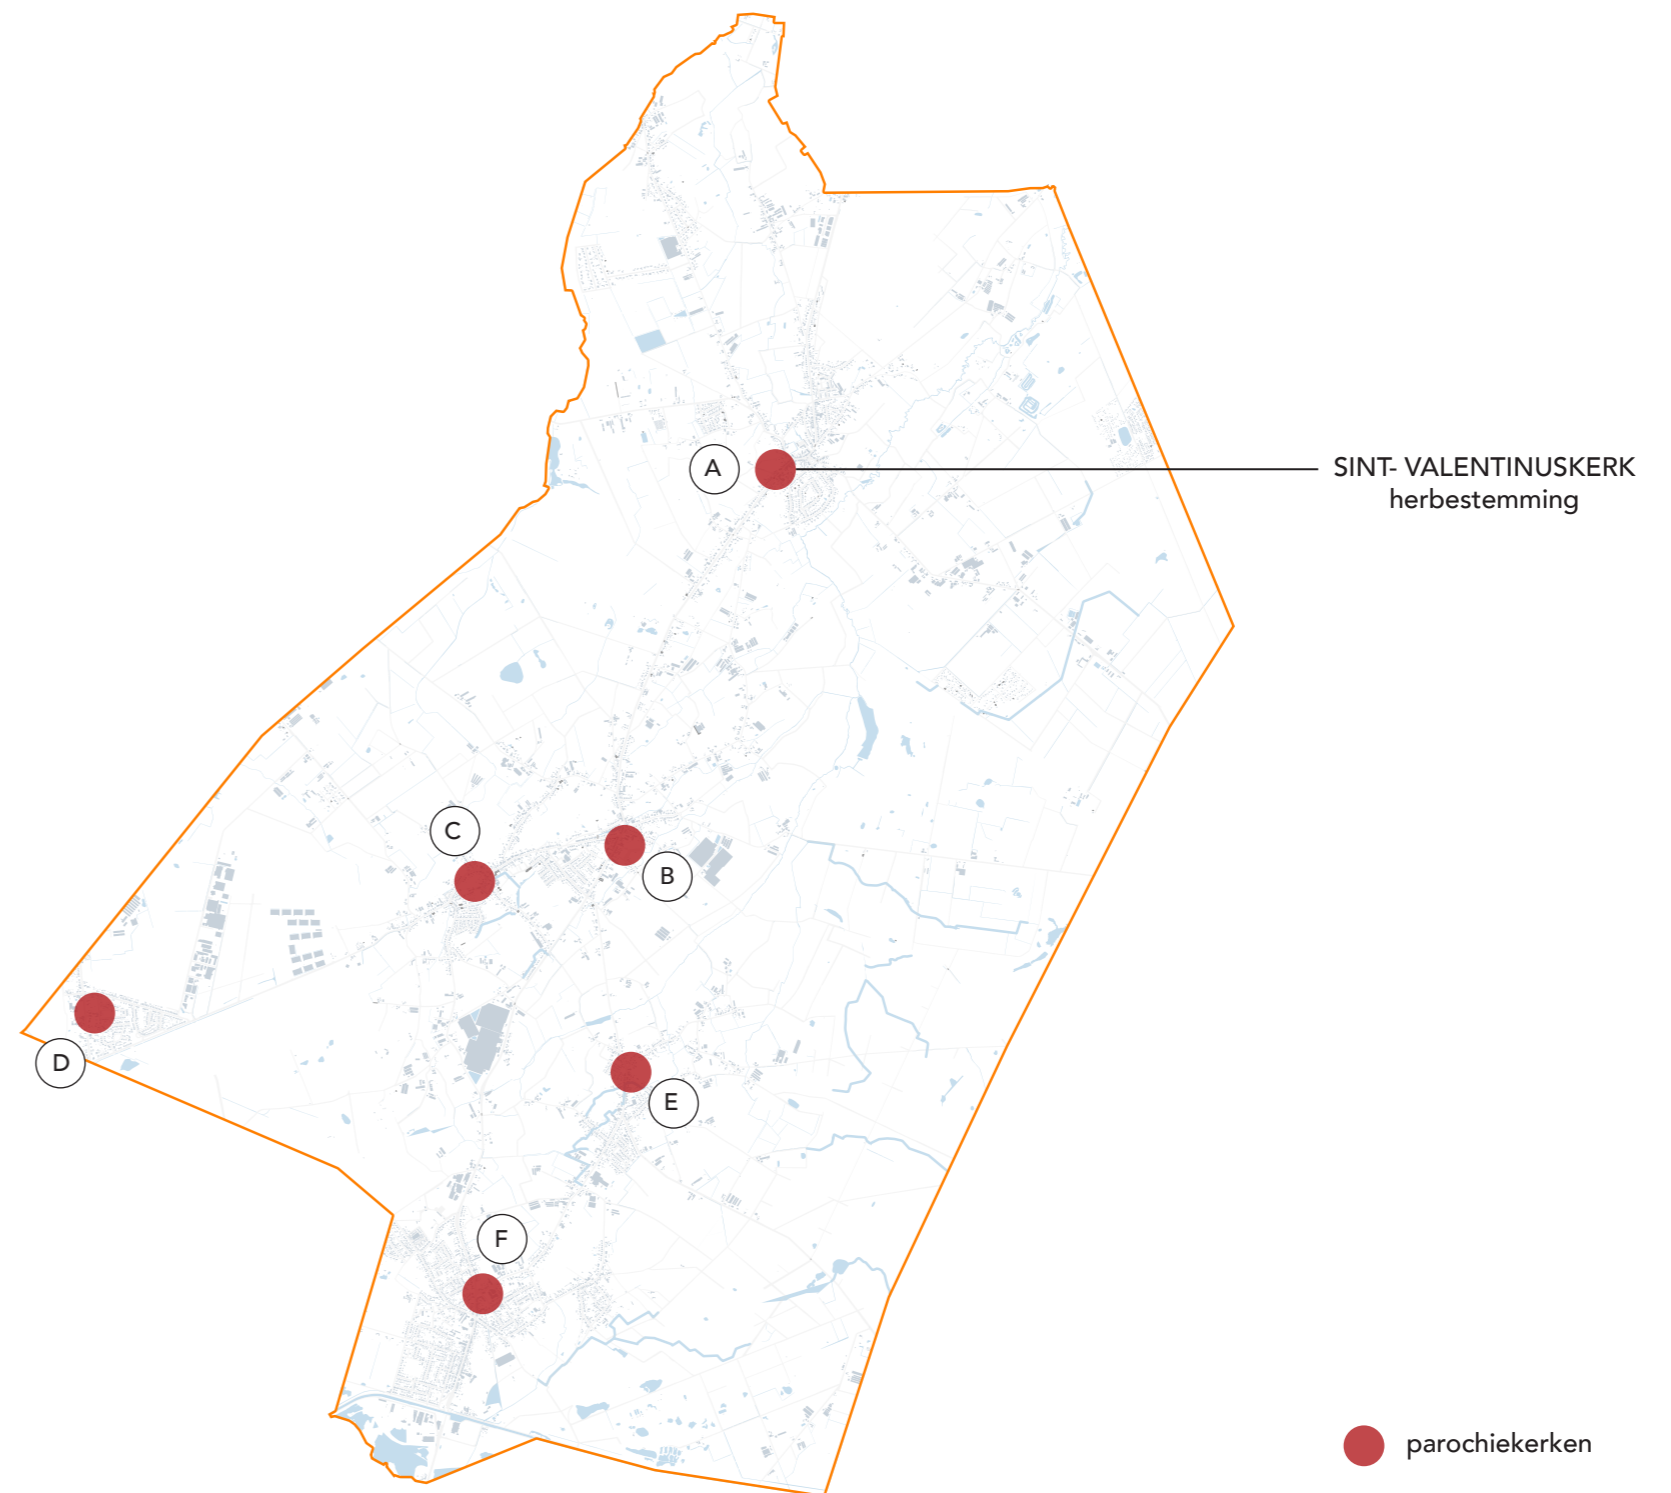 A
SINT- VALENTINUSKERK
herbestemming
C
B
D
E
F
parochiekerken